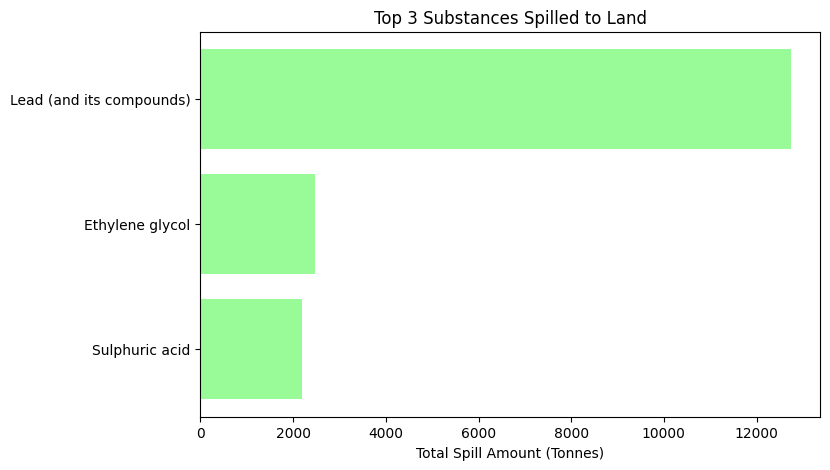 Top 3 Substances Spilled to Land
Lead (and its compounds)
Ethylene glycol
Sulphuric acid
0 2000 4000 6000 8000 10000 12000
Total Spill Amount (Tonnes)